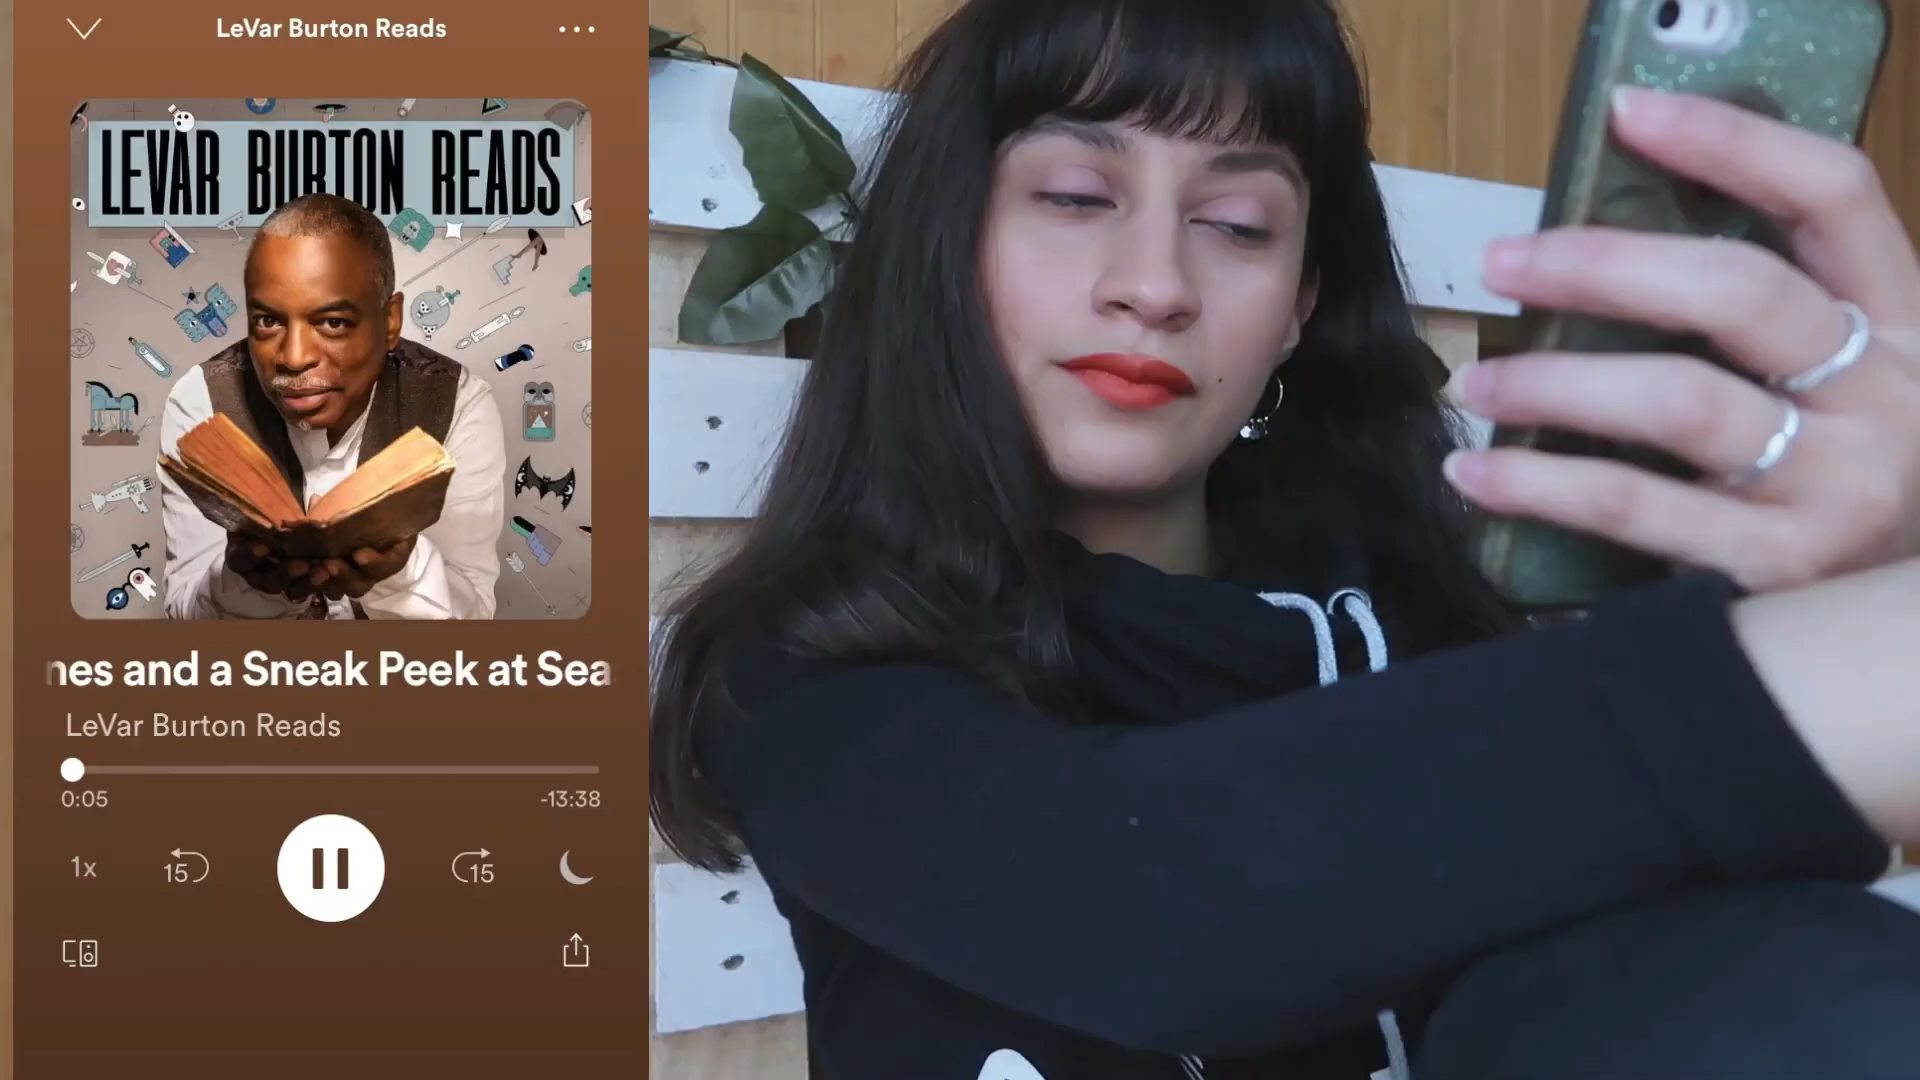 LeVar Burton Reads
LEVAR BURTON READS
nes and a Sneak Peek at Sea
LeVar Burton Reads
0:05
-13:38
1x
15
15